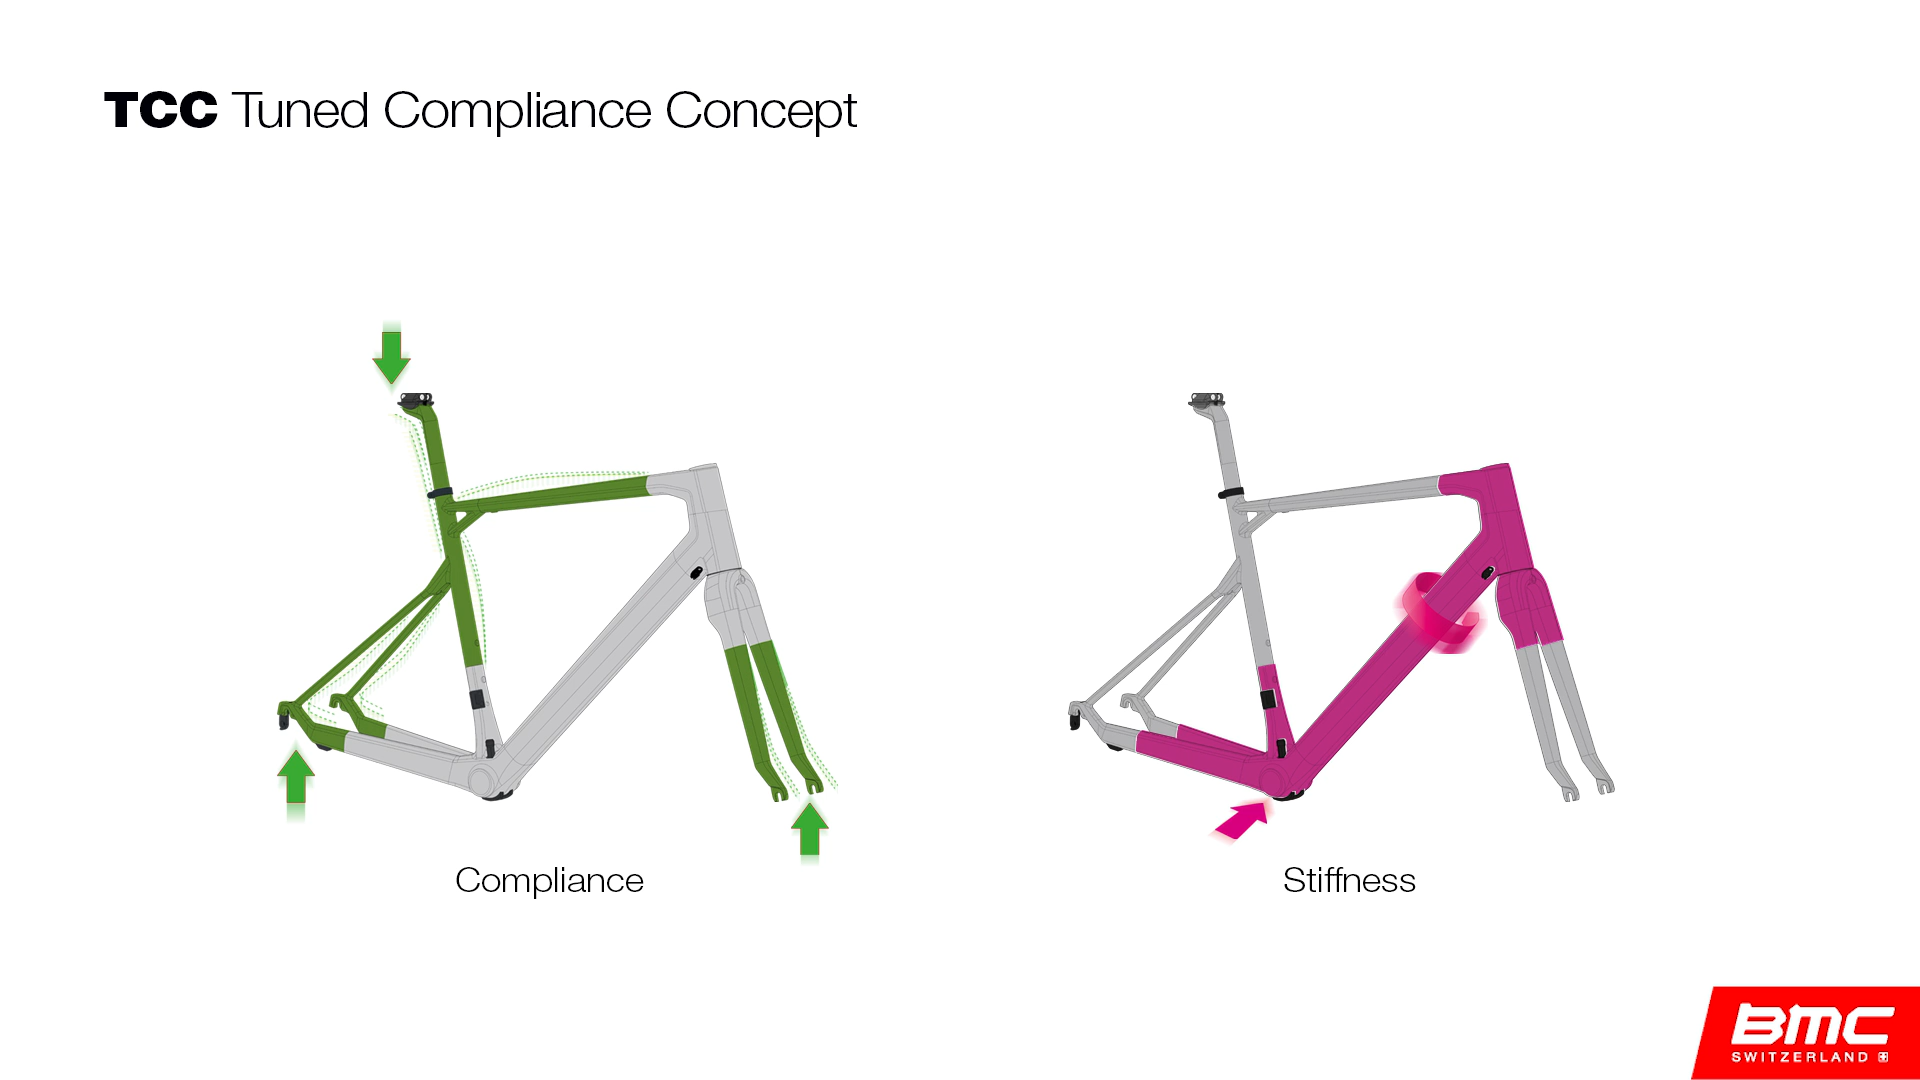 TCC Tuned Compliance Concept
Compliance
Stiffness
BMC
SWITZERLAND